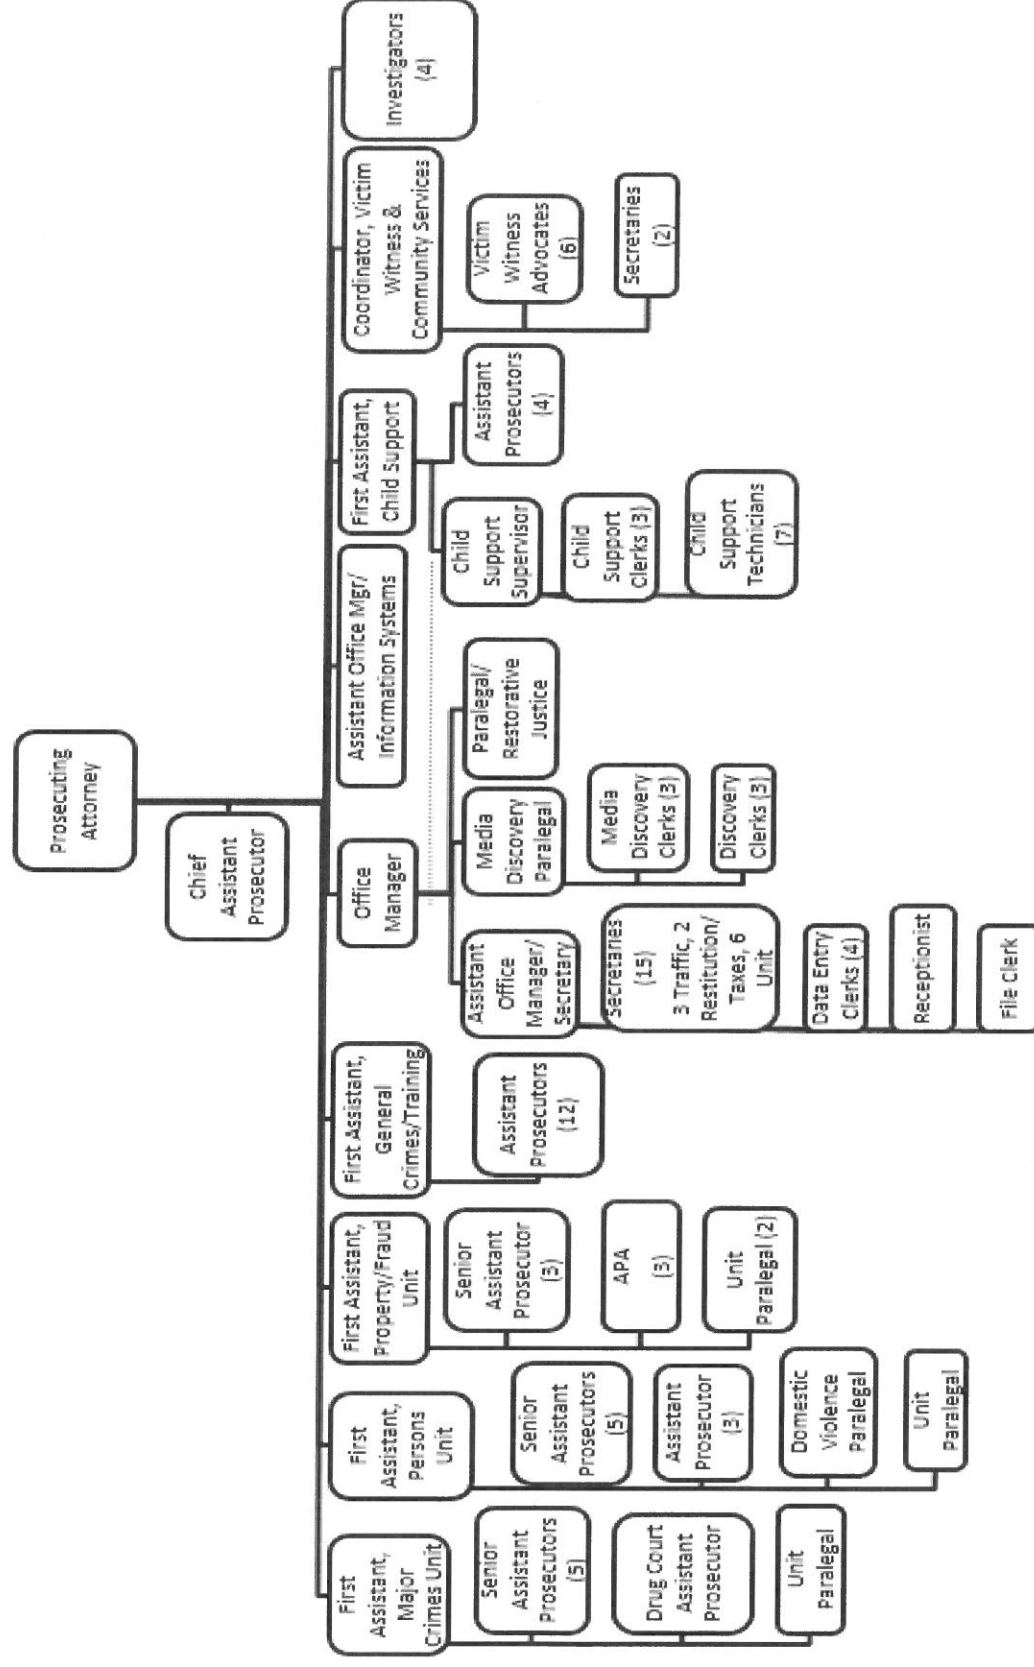 Prosecuting
Attorney
Chief
Assistant
Prosecutor
First
Assistant,
Major
Crimes Unit
Senior
Assistant
Prosecutors
(5)
Drug Court
Assistant
Prosecutor
Unit
Paralegal
First
Assistant,
Persons
Unit
Senior
Assistant
Prosecutors
(5)
Assistant
Prosecutor
(3)
Domestic
Violence
Paralegal
Unit
Paralegal
First Assistant,
Property/Fraud
Unit
Senior
Assistant
Prosecutor
(3)
APA
(3)
Unit
Paralegal (2)
First Assistant,
General
Crimes/Training
Assistant
Prosecutors
(12)
Office
Manager
Assistant
Office
Manager/
Secretary
Secretaries
(15)
3 Traffic, 2
Restitution/
Taxes, 6
Unit
Data Entry
Clerks (4)
Receptionist
File Clerk
Media
Discovery
Paralegal
Media
Discovery
Clerks (3)
Discovery
Clerks (3)
Paralegal/
Restorative
Justice
Assistant Office Mgr/
Information Systems
First Assistant,
Child Support
Child
Support
Supervisor
Child
Support
Clerks (3)
Child
Support
Technicians
(7)
Assistant
Prosecutors
(4)
Coordinator, Victim
Witness &
Community Services
Victim
Witness
Advocates
(6)
Secretaries
(2)
Investigators
(4)